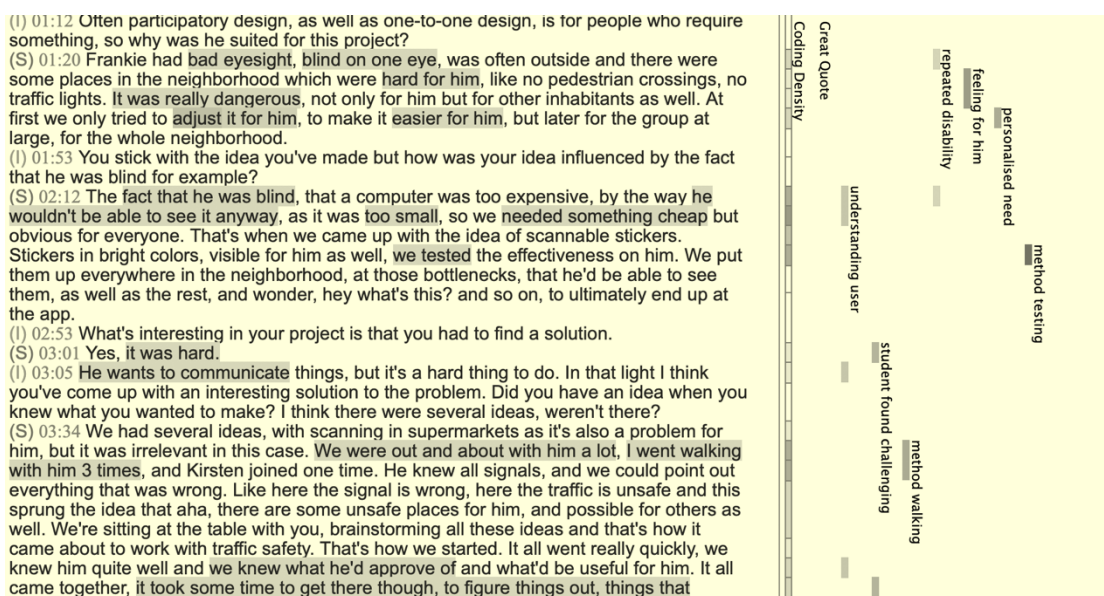 (I) 01:12 Often participatory design, as well as one-to-one design, is for people who require
something, so why was he suited for this project?
(S) 01:20 Frankie had bad eyesight, blind on one eye, was often outside and there were
some places in the neighborhood which were hard for him, like no pedestrian crossings, no
traffic lights. It was really dangerous, not only for him but for other inhabitants as well. At
first we only tried to adjust it for him, to make it easier for him, but later for the group at
large, for the whole neighborhood.
(I) 01:53 You stick with the idea you've made but how was your idea influenced by the fact
that he was blind for example?
(S) 02:12 The fact that he was blind, that a computer was too expensive, by the way he
wouldn't be able to see it anyway, as it was too small, so we needed something cheap but
obvious for everyone. That's when we came up with the idea of scannable stickers.
Stickers in bright colors, visible for him as well, we tested the effectiveness on him. We put
them up everywhere in the neighborhood, at those bottlenecks, that he'd be able to see
them, as well as the rest, and wonder, hey what's this? and so on, to ultimately end up at
the app.
(I) 02:53 What's interesting in your project is that you had to find a solution.
(S) 03:01 Yes, it was hard.
(I) 03:05 He wants to communicate things, but it's a hard thing to do. In that light I think
you've come up with an interesting solution to the problem. Did you have an idea when you
knew what you wanted to make? I think there were several ideas, weren't there?
(S) 03:34 We had several ideas, with scanning in supermarkets as it's also a problem for
him, but it was irrelevant in this case. We were out and about with him a lot, I went walking
with him 3 times, and Kirsten joined one time. He knew all signals, and we could point out
everything that was wrong. Like here the signal is wrong, here the traffic is unsafe and this
sprung the idea that aha, there are some unsafe places for him, and possible for others as
well. We're sitting at the table with you, brainstorming all these ideas and that's how it
came about to work with traffic safety. That's how we started. It all went really quickly, we
knew him quite well and we knew what he'd approve of and what'd be useful for him. It all
came together, it took some time to get there though, to figure things out, things that
Coding Density
Great Quote
understanding user
student found challenging
method walking
repeated disability
feeling for him
personalised need
method testing